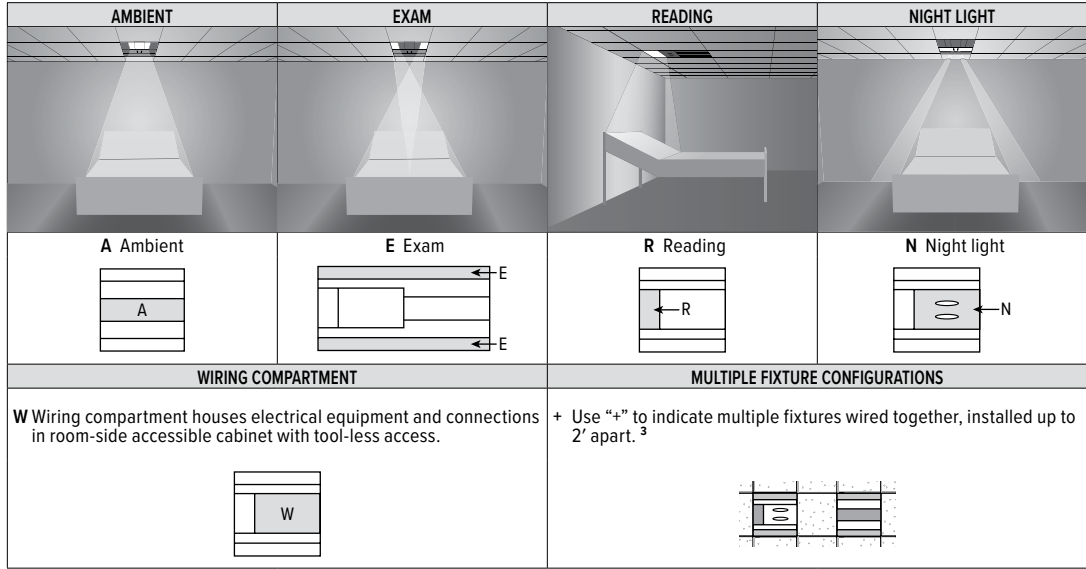 AMBIENT
EXAM
READING
NIGHT LIGHT
A Ambient
E Exam
R Reading
N Night light
A
E
E
R
N
WIRING COMPARTMENT
MULTIPLE FIXTURE CONFIGURATIONS
W Wiring compartment houses electrical equipment and connections
in room-side accessible cabinet with tool-less access.
+ Use “+” to indicate multiple fixtures wired together, installed up to
2′ apart. ³
W